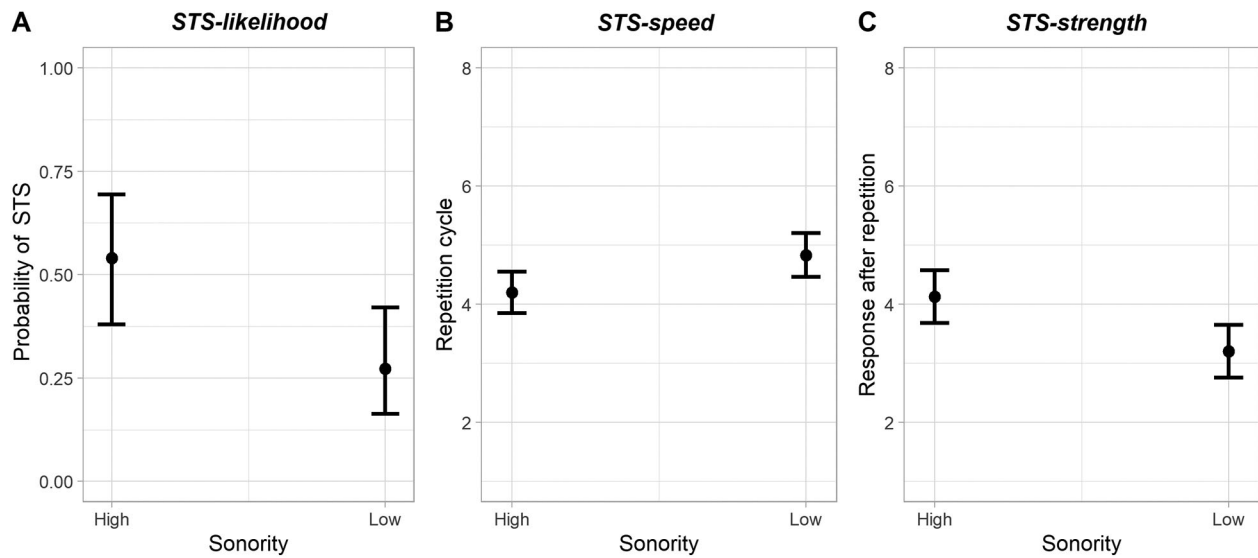 A STS-likelihood
Probability of STS
1.00
0.75
0.50
0.25
0.00
High Low
Sonority
B STS-speed
Repetition cycle
8
6
4
2
High Low
Sonority
C STS-strength
Response after repetition
8
6
4
2
High Low
Sonority